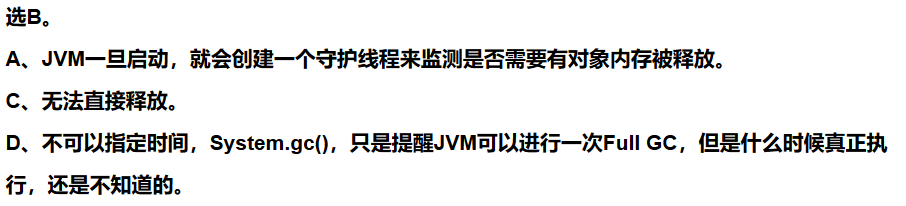 选B。
A、JVM一旦启动，就会创建一个守护线程来监测是否需要有对象内存被释放。
C、无法直接释放。
D、不可以指定时间，System.gc()，只是提醒JVM可以进行一次Full GC，但是什么时候真正执
行，还是不知道的。